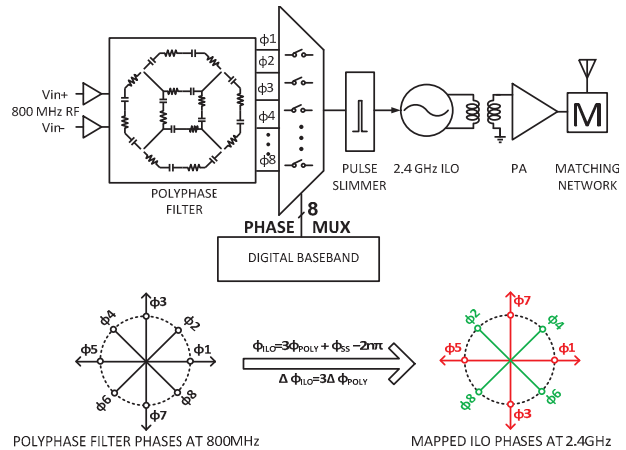 ϕ1
ϕ2
ϕ3
ϕ4
ϕ8
Vin+
800 MHz RF
Vin-
M
PULSE
SLIMMER
2.4 GHz ILO
PA
MATCHING
NETWORK
POLYPHASE
FILTER
8
PHASE MUX
DIGITAL BASEBAND
ϕ3
ϕ4
ϕ2
ϕ5
ϕ1
ϕ6
ϕ8
ϕ7
ϕILO=3ϕPOLY + ϕSS −2nπ
Δ ϕILO=3Δ ϕPOLY
ϕ7
ϕ2
ϕ4
ϕ5
ϕ1
ϕ8
ϕ6
ϕ3
POLYPHASE FILTER PHASES AT 800MHz
MAPPED ILO PHASES AT 2.4GHz